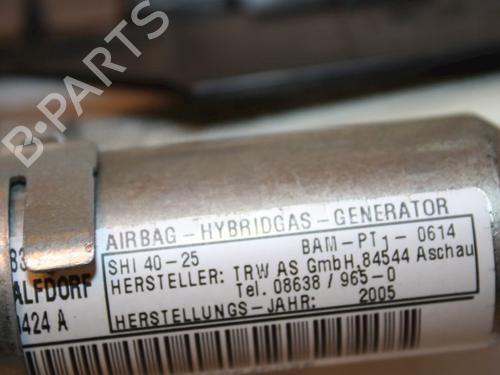 B-PARTS
AIRBAG-HYBRIDGAS-GENERATOR
SHI 40-25 BAM-PT1-0614
HERSTELLER: TRW AS GmbH,84544 Aschau
Tel. 08638 / 965-0
HERSTELLUNGS-JAHR: 2005
ALFDORF
0424 A